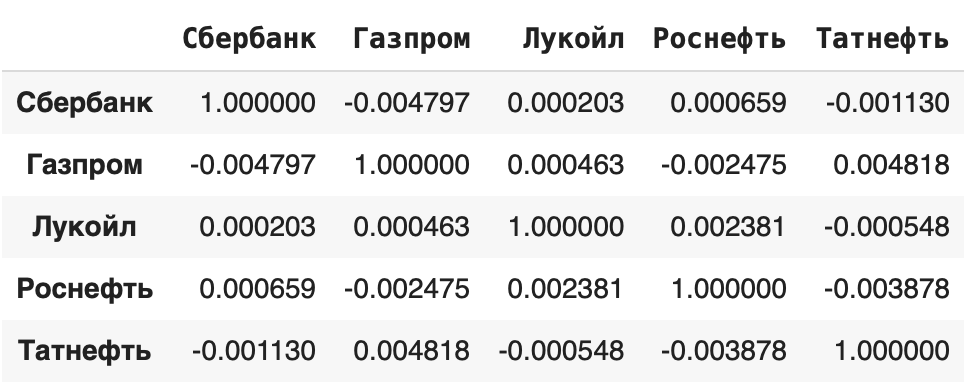 Сбербанк Газпром Лукойл Роснефть Татнефть
Сбербанк 1.000000 -0.004797 0.000203 0.000659 -0.001130
Газпром -0.004797 1.000000 0.000463 -0.002475 0.004818
Лукойл 0.000203 0.000463 1.000000 0.002381 -0.000548
Роснефть 0.000659 -0.002475 0.002381 1.000000 -0.003878
Татнефть -0.001130 0.004818 -0.000548 -0.003878 1.000000